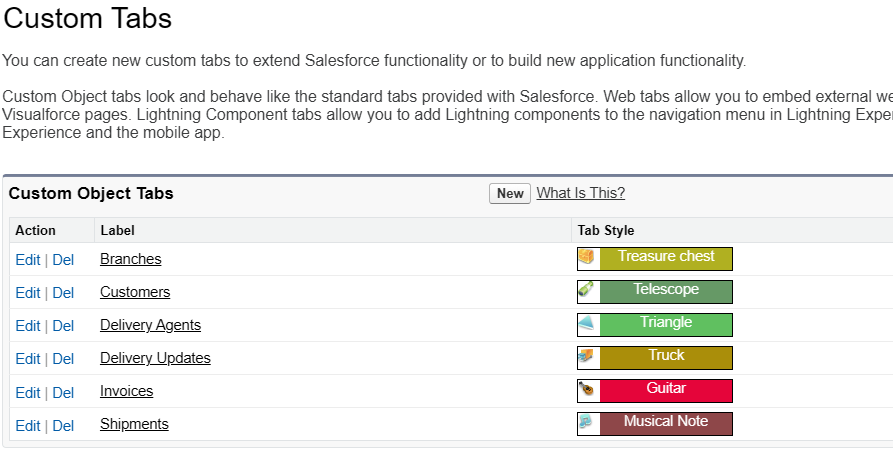 Custom Tabs
You can create new custom tabs to extend Salesforce functionality or to build new application functionality.
Custom Object tabs look and behave like the standard tabs provided with Salesforce. Web tabs allow you to embed external
Visualforce pages. Lightning Component tabs allow you to add Lightning components to the navigation menu in Lightning
Experience and the mobile app.
Custom Object Tabs New What Is This?
Action Label Tab Style
Edit | Del Branches Treasure chest
Edit | Del Customers Telescope
Edit | Del Delivery Agents Triangle
Edit | Del Delivery Updates Truck
Edit | Del Invoices Guitar
Edit | Del Shipments Musical Note